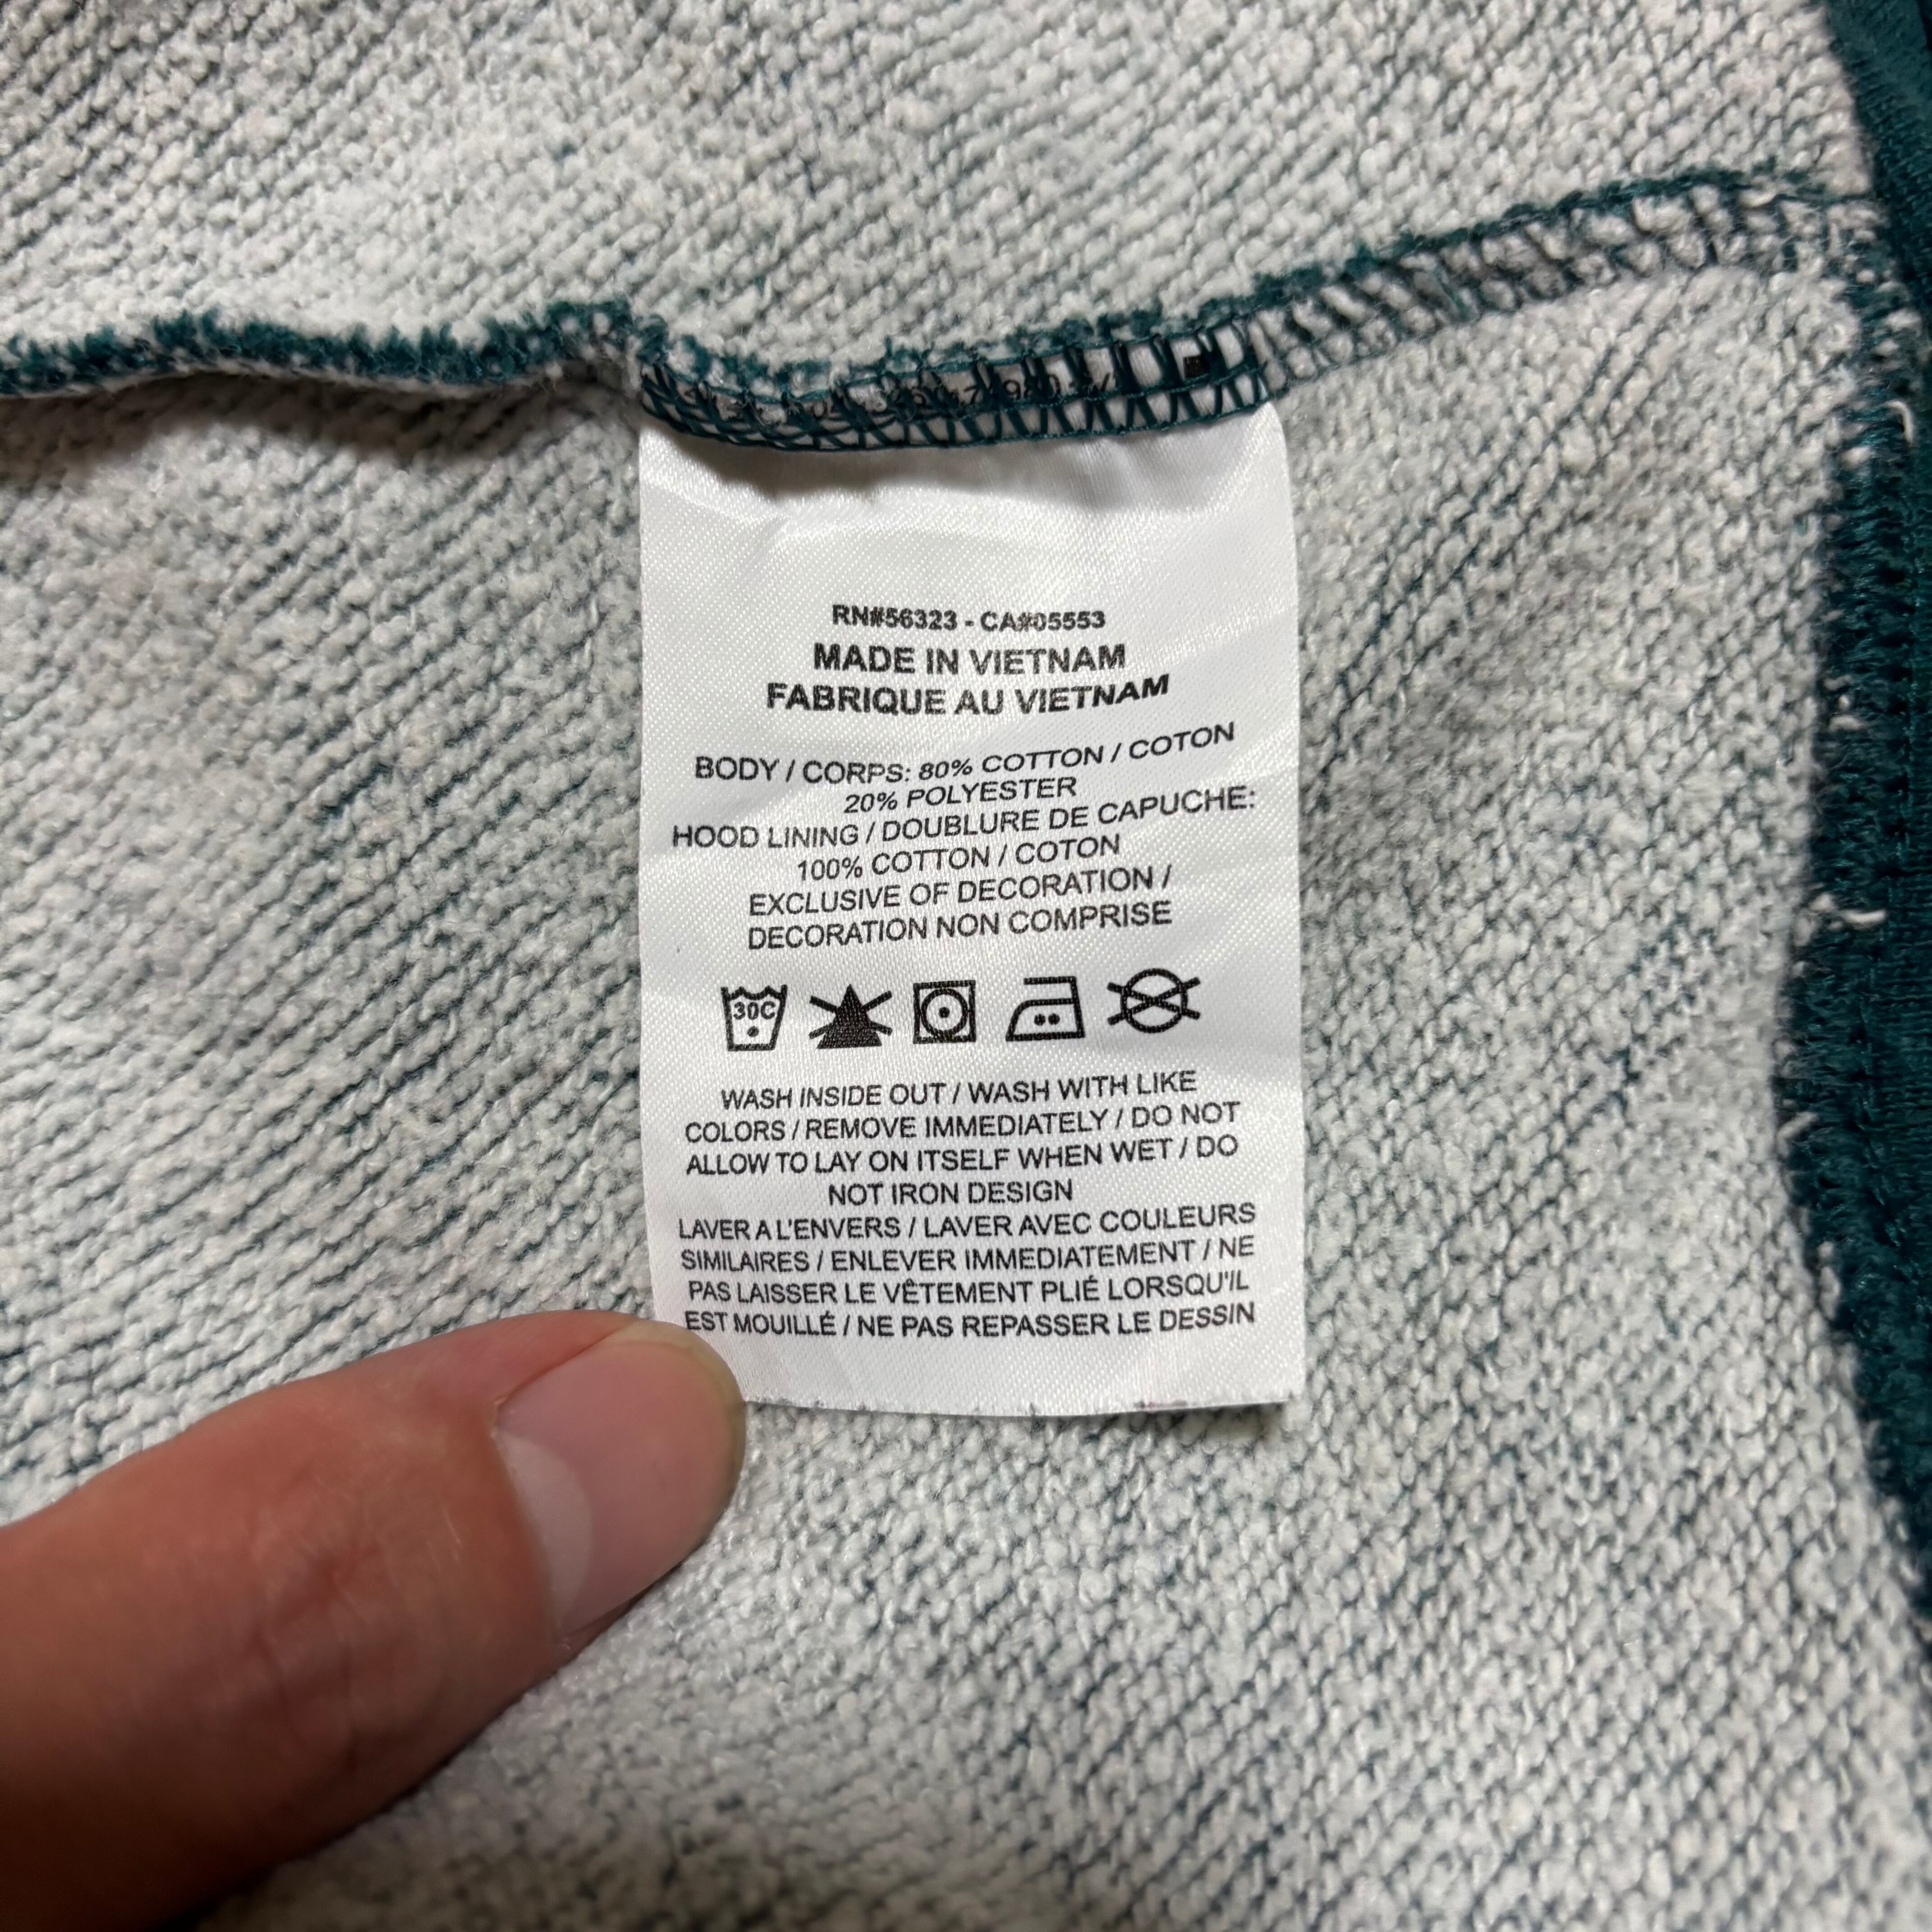 RN#56323 - CA#05553
MADE IN VIETNAM
FABRIQUE AU VIETNAM
BODY / CORPS: 80% COTTON / COTON
20% POLYESTER
HOOD LINING / DOUBLURE DE CAPUCHE:
100% COTTON / COTON
EXCLUSIVE OF DECORATION /
DECORATION NON COMPRISE
30C
WASH INSIDE OUT / WASH WITH LIKE
COLORS / REMOVE IMMEDIATELY / DO NOT
ALLOW TO LAY ON ITSELF WHEN WET / DO
NOT IRON DESIGN
LAVER A L'ENVERS / LAVER AVEC COULEURS
SIMILAIRES / ENLEVER IMMEDIATEMENT / NE
PAS LAISSER LE VÊTEMENT PLIÉ LORSQU'IL
EST MOUILLÉ / NE PAS REPASSER LE DESSIN